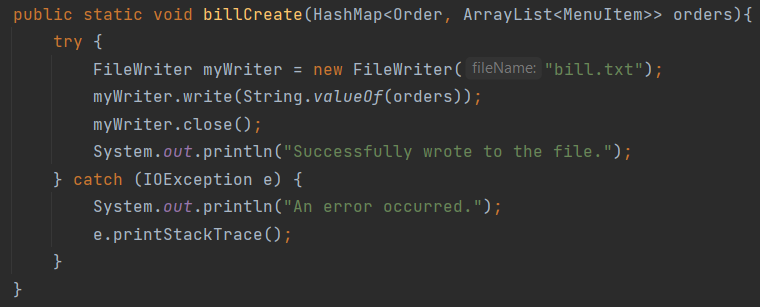 public static void billCreate(HashMap<Order, ArrayList<MenuItem>> orders){
try {
FileWriter myWriter = new FileWriter( fileName: "bill.txt");
myWriter.write(String.valueOf(orders));
myWriter.close();
System.out.println("Successfully wrote to the file.");
} catch (IOException e) {
System.out.println("An error occurred.");
e.printStackTrace();
}
}